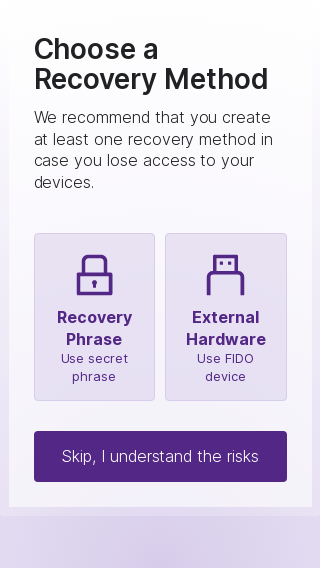 Choose a
Recovery Method
We recommend that you create
at least one recovery method in
case you lose access to your
devices.
Recovery
Phrase
Use secret
phrase
External
Hardware
Use FIDO
device
Skip, I understand the risks